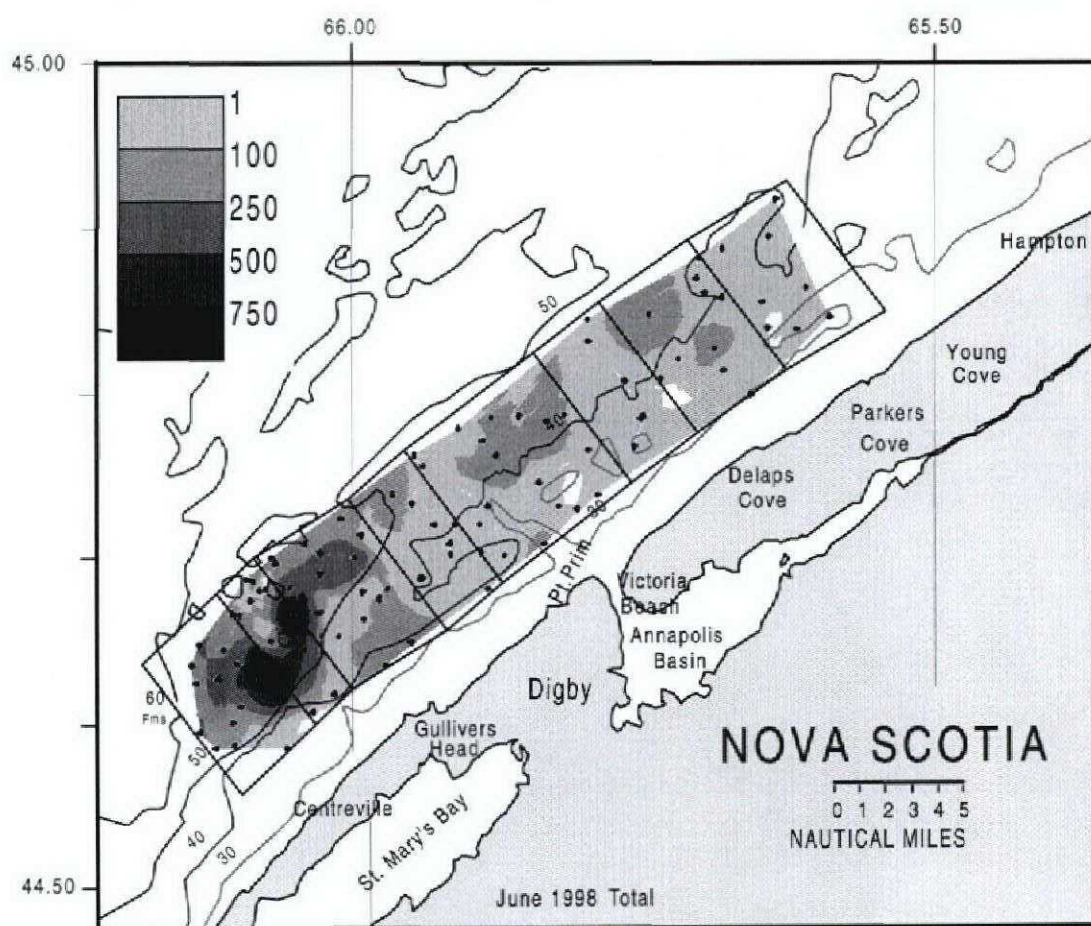 66.00
65.50
45.00
1
100
250
500
750
Hampton
50
Young
Cove
Parkers
Cove
40
Delaps
Cove
30
Pt. Prim
Victoria
Beach
Annapolis
Basin
Digby
60
Fms
50
Gullivers
Head
NOVA SCOTIA
Centreville
0 1 2 3 4 5
NAUTICAL MILES
40
30
St. Mary's Bay
44.50
June 1998 Total